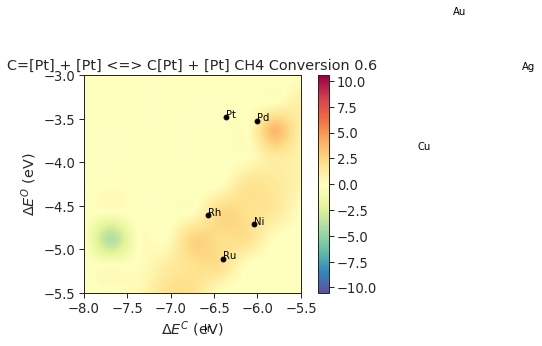 Au
C=[Pt] + [Pt] <=> C[Pt] + [Pt] CH4 Conversion 0.6
Ag
−3.0
−3.5
−4.0
−4.5
−5.0
−5.5
ΔE^O (eV)
Pt
Pd
Cu
Rh
Ni
Ru
10.0
7.5
5.0
2.5
0.0
−2.5
−5.0
−7.5
−10.0
−8.0
−7.5
−7.0
−6.5
−6.0
−5.5
ΔE^C (eV)
Ir